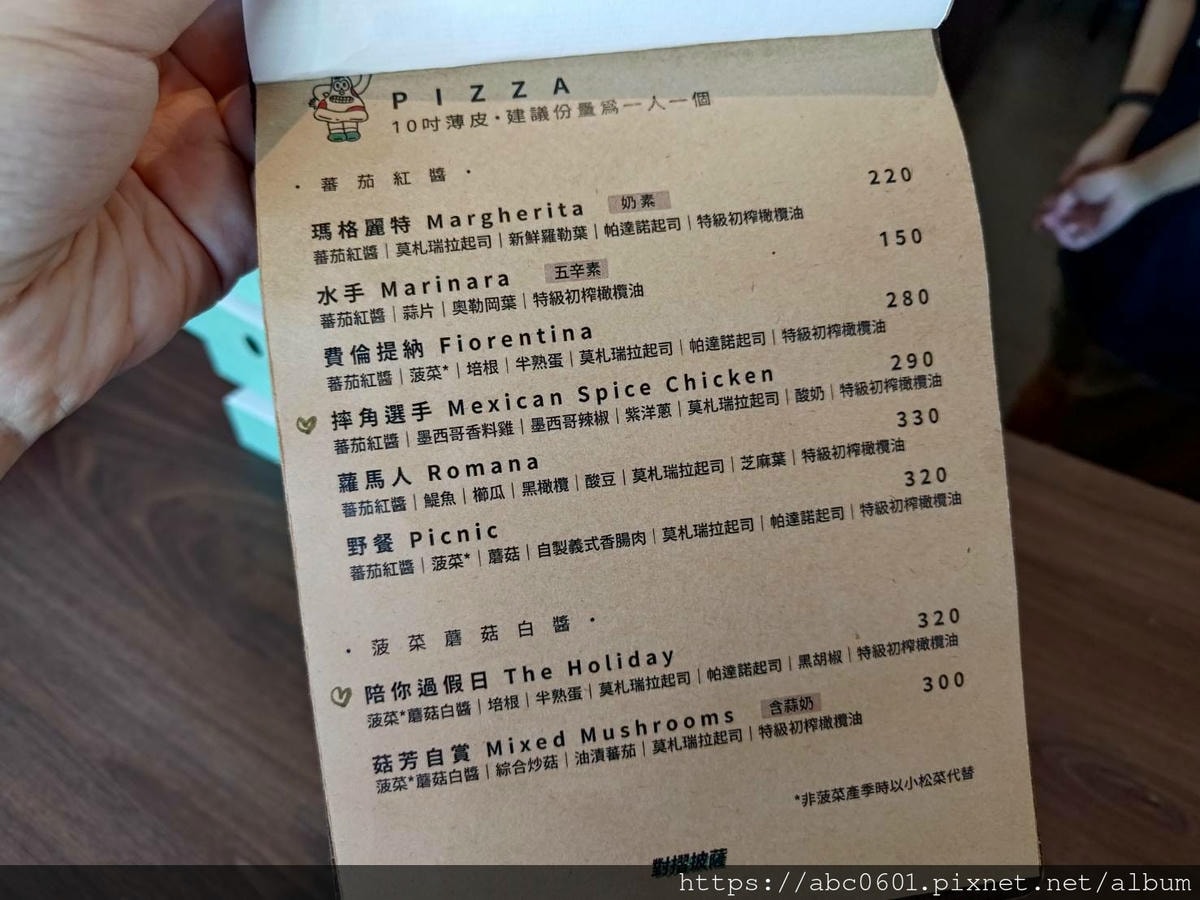 PIZZA
10吋薄皮・建議份量爲一人一個
・蕃茄紅醬・
瑪格麗特 Margherita 奶素 220
蕃茄紅醬｜莫札瑞拉起司｜新鮮羅勒葉｜帕達諾起司｜特級初榨橄欖油
水手 Marinara 五辛素 150
蕃茄紅醬｜蒜片｜奧勒岡葉｜特級初榨橄欖油
費倫提納 Fiorentina 280
蕃茄紅醬｜菠菜*｜培根｜半熟蛋｜莫札瑞拉起司｜帕達諾起司｜特級初榨橄欖油
摔角選手 Mexican Spice Chicken 290
蕃茄紅醬｜墨西哥香料雞｜墨西哥辣椒｜紫洋蔥｜莫札瑞拉起司｜酸奶｜特級初榨橄欖油
蘿馬人 Romana 330
蕃茄紅醬｜鯷魚｜櫛瓜｜黑橄欖｜酸豆｜莫札瑞拉起司｜芝麻葉｜特級初榨橄欖油
野餐 Picnic 320
蕃茄紅醬｜菠菜*｜蘑菇｜自製義式香腸肉｜莫札瑞拉起司｜帕達諾起司｜特級初榨橄欖油
・菠菜蘑菇白醬・
陪你過假日 The Holiday 320
菠菜*蘑菇白醬｜培根｜半熟蛋｜莫札瑞拉起司｜帕達諾起司｜黑胡椒｜特級初榨橄欖油
菇芳自賞 Mixed Mushrooms 含蒜奶 300
菠菜*蘑菇白醬｜綜合炒菇｜油漬蕃茄｜莫札瑞拉起司｜特級初榨橄欖油
*非菠菜產季時以小松菜代替
對摺披薩
https://abc0601.pixnet.net/album